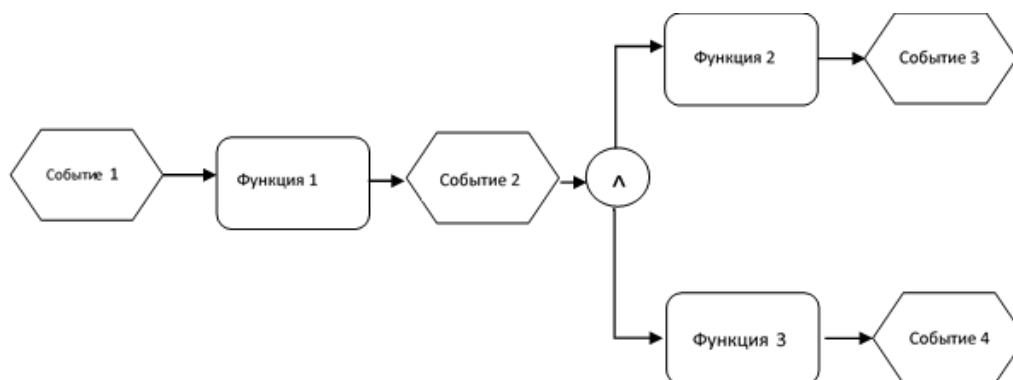 Функция 2
Событие 3
Событие 1
Функция 1
Событие 2
^
Функция 3
Событие 4